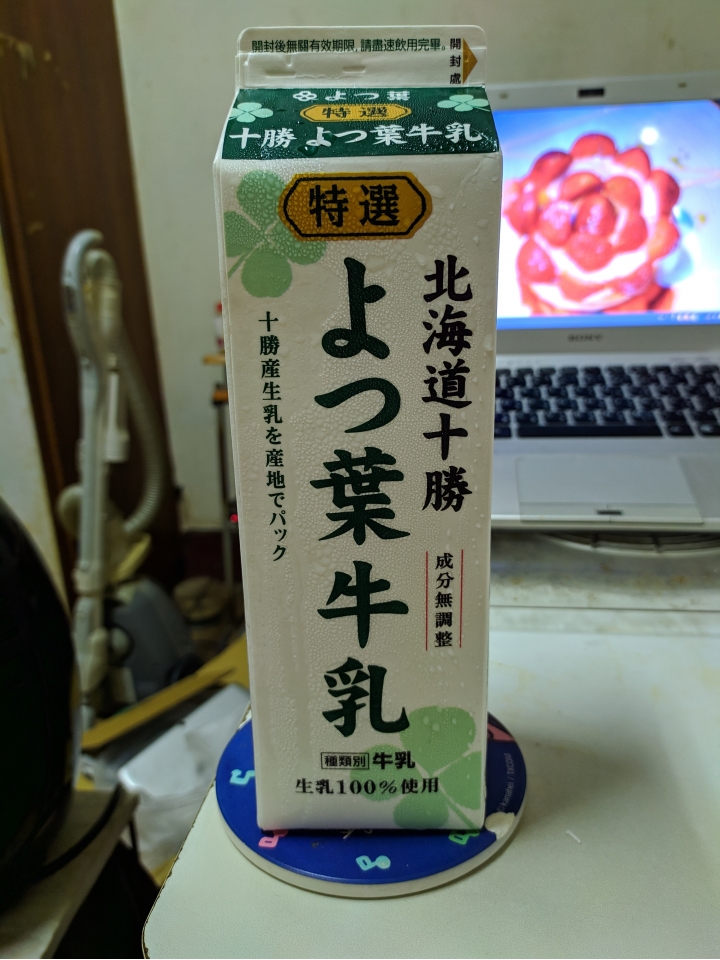 開封後無關有效期限,請盡速飲用完畢。
開封處
よつ葉
特選
十勝 よつ葉牛乳
特選
北海道十勝
成分無調整
よつ葉牛乳
十勝産生乳を産地でパック
種類別 牛乳
生乳100%使用
SONY